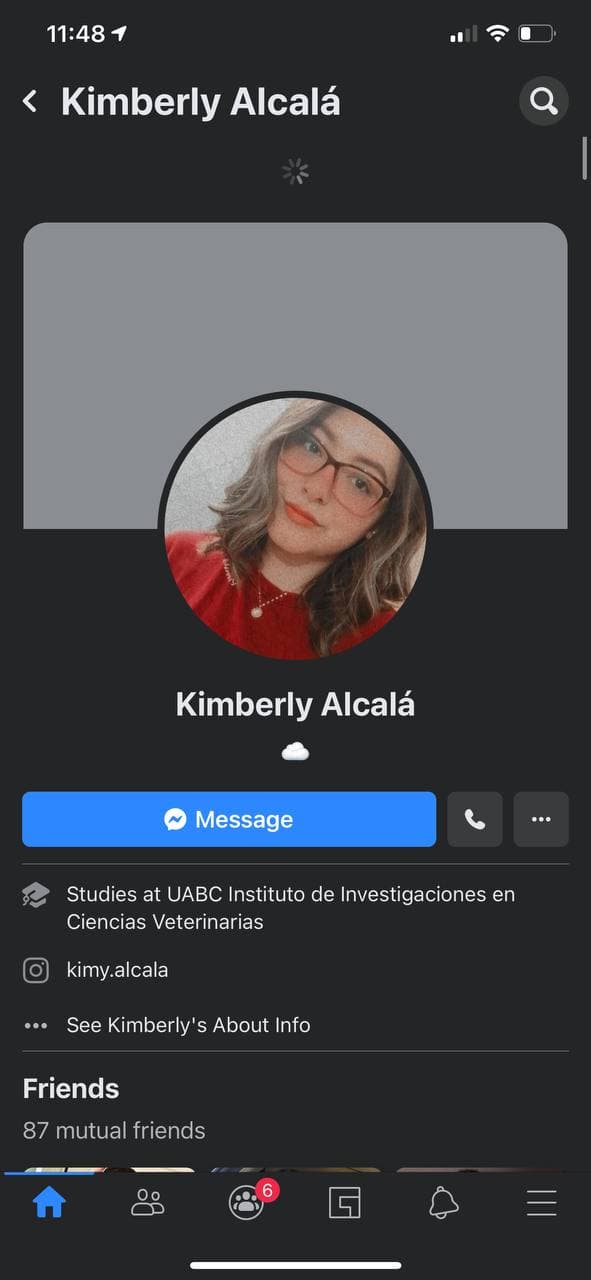 11:48
Kimberly Alcalá
Kimberly Alcalá
Message
Studies at UABC Instituto de Investigaciones en
Ciencias Veterinarias
kimy.alcala
See Kimberly's About Info
Friends
87 mutual friends
6